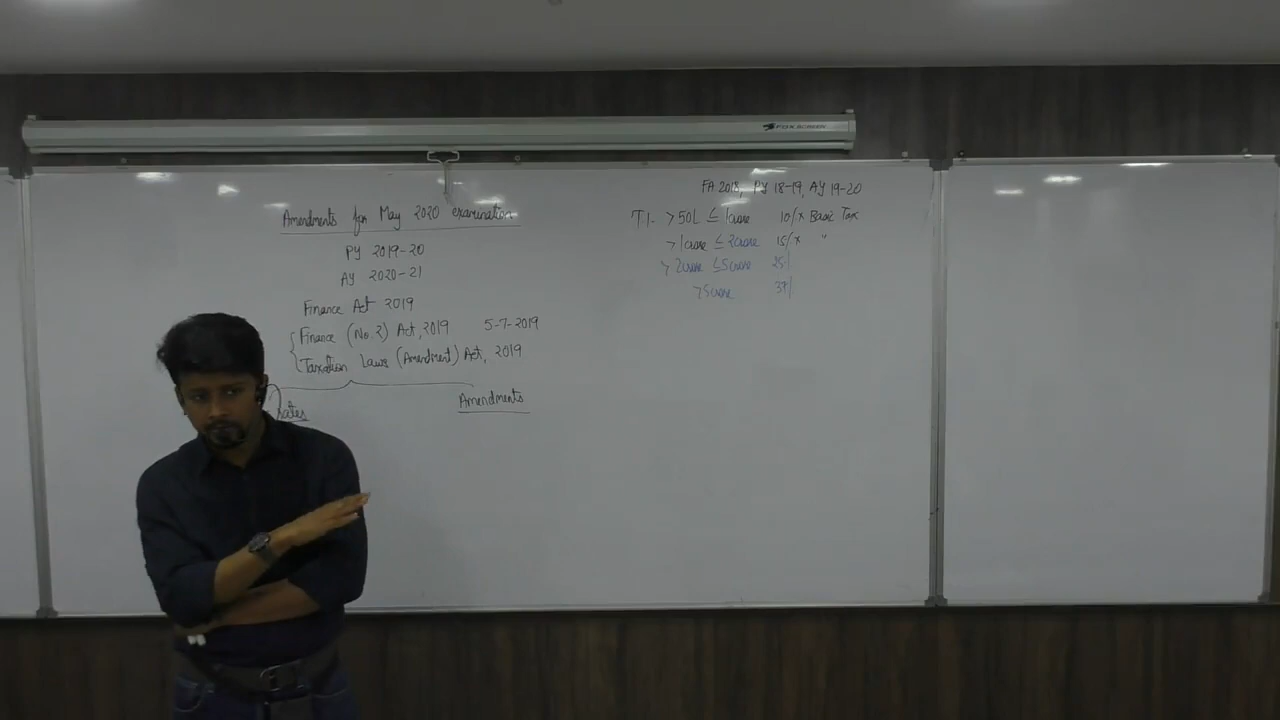 FOXSCREEN
Amendments for May 2020 examination
PY 2019-20
AY 2020-21
Finance Act 2019
Finance (No. 2) Act, 2019 5-7-2019
Taxation Laws (Amendment) Act, 2019
Rates Amendments
FA 2018, PY 18-19, AY 19-20
T.I. >50L ≤ 1crore 10% x Basic Tax
>1crore ≤ 2crore 15% x "
>2crore ≤5crore 25%
>5crore 37%